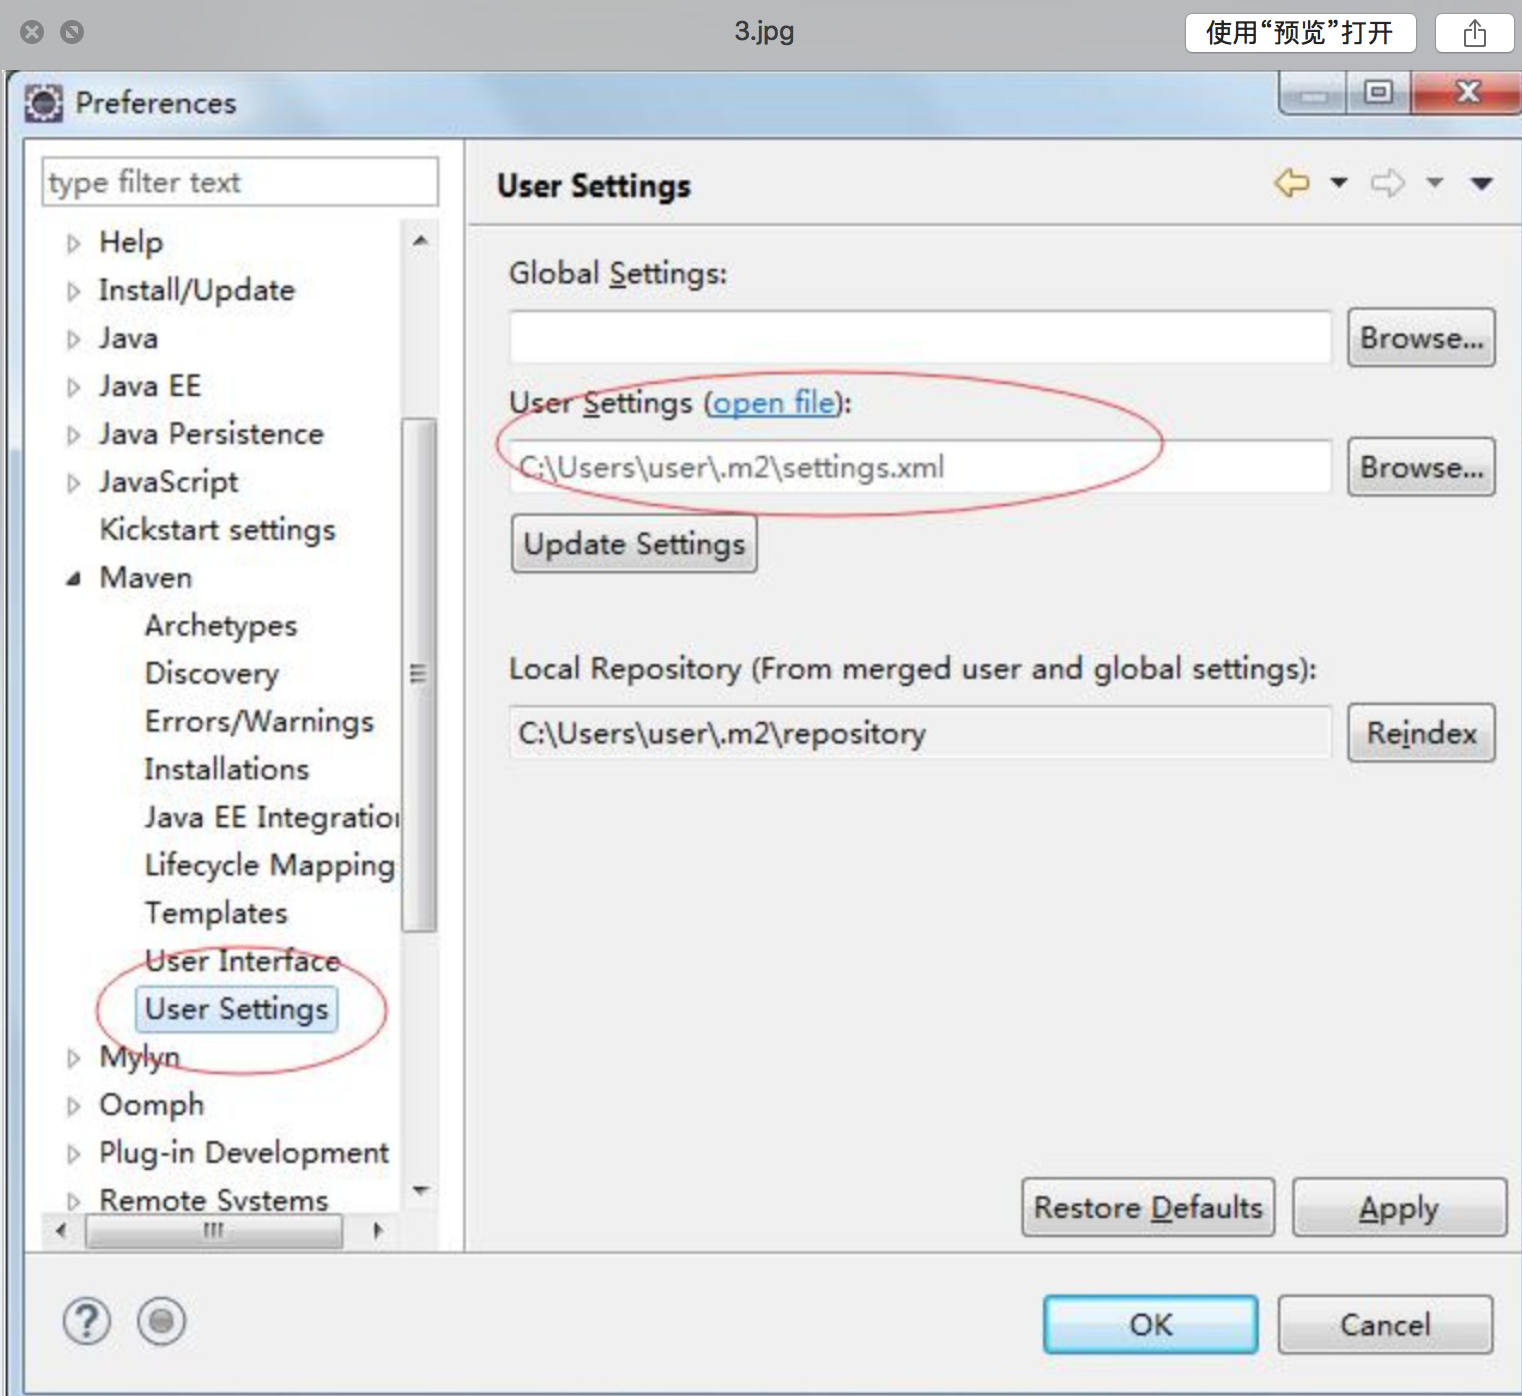 3.jpg
使用“预览”打开
Preferences
type filter text
Help
Install/Update
Java
Java EE
Java Persistence
JavaScript
Kickstart settings
Maven
Archetypes
Discovery
Errors/Warnings
Installations
Java EE Integration
Lifecycle Mapping
Templates
User Interface
User Settings
Mylyn
Oomph
Plug-in Development
Remote Systems
User Settings
Global Settings:
Browse...
User Settings (open file):
C:\Users\user\.m2\settings.xml
Browse...
Update Settings
Local Repository (From merged user and global settings):
C:\Users\user\.m2\repository
Reindex
Restore Defaults
Apply
OK
Cancel